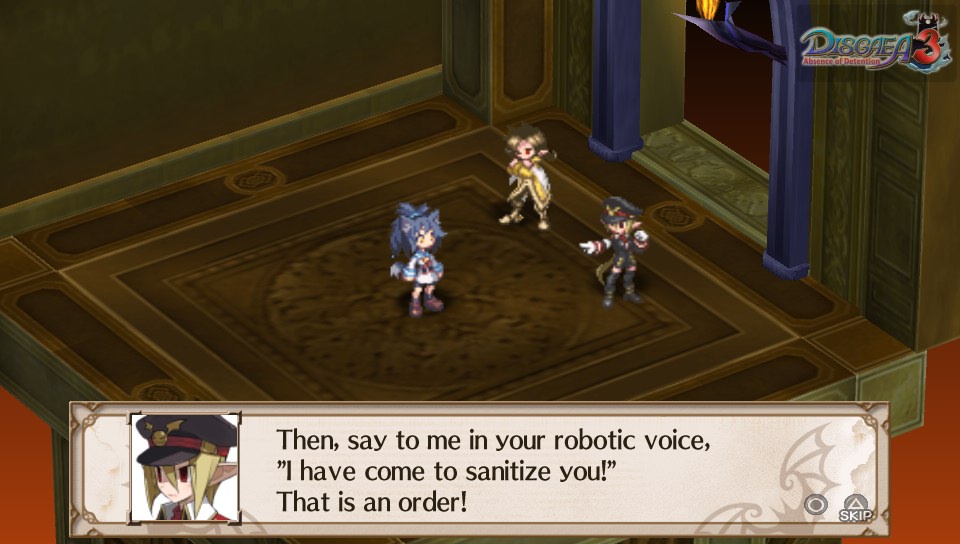 DISGAEA 3
Absence of Detention
Then, say to me in your robotic voice,
"I have come to sanitize you!"
That is an order!
SKIP